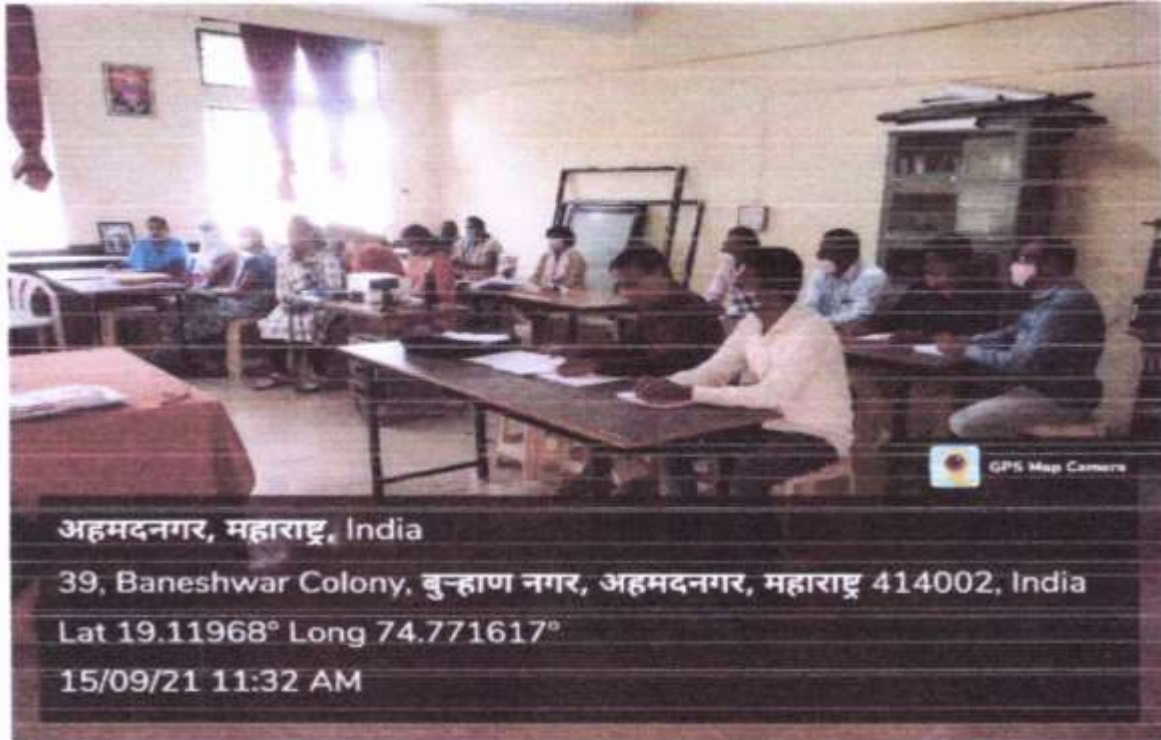 GPS Map Camera
अहमदनगर, महाराष्ट्र, India
39, Baneshwar Colony, बुऱ्हाण नगर, अहमदनगर, महाराष्ट्र 414002, India
Lat 19.11968° Long 74.771617°
15/09/21 11:32 AM